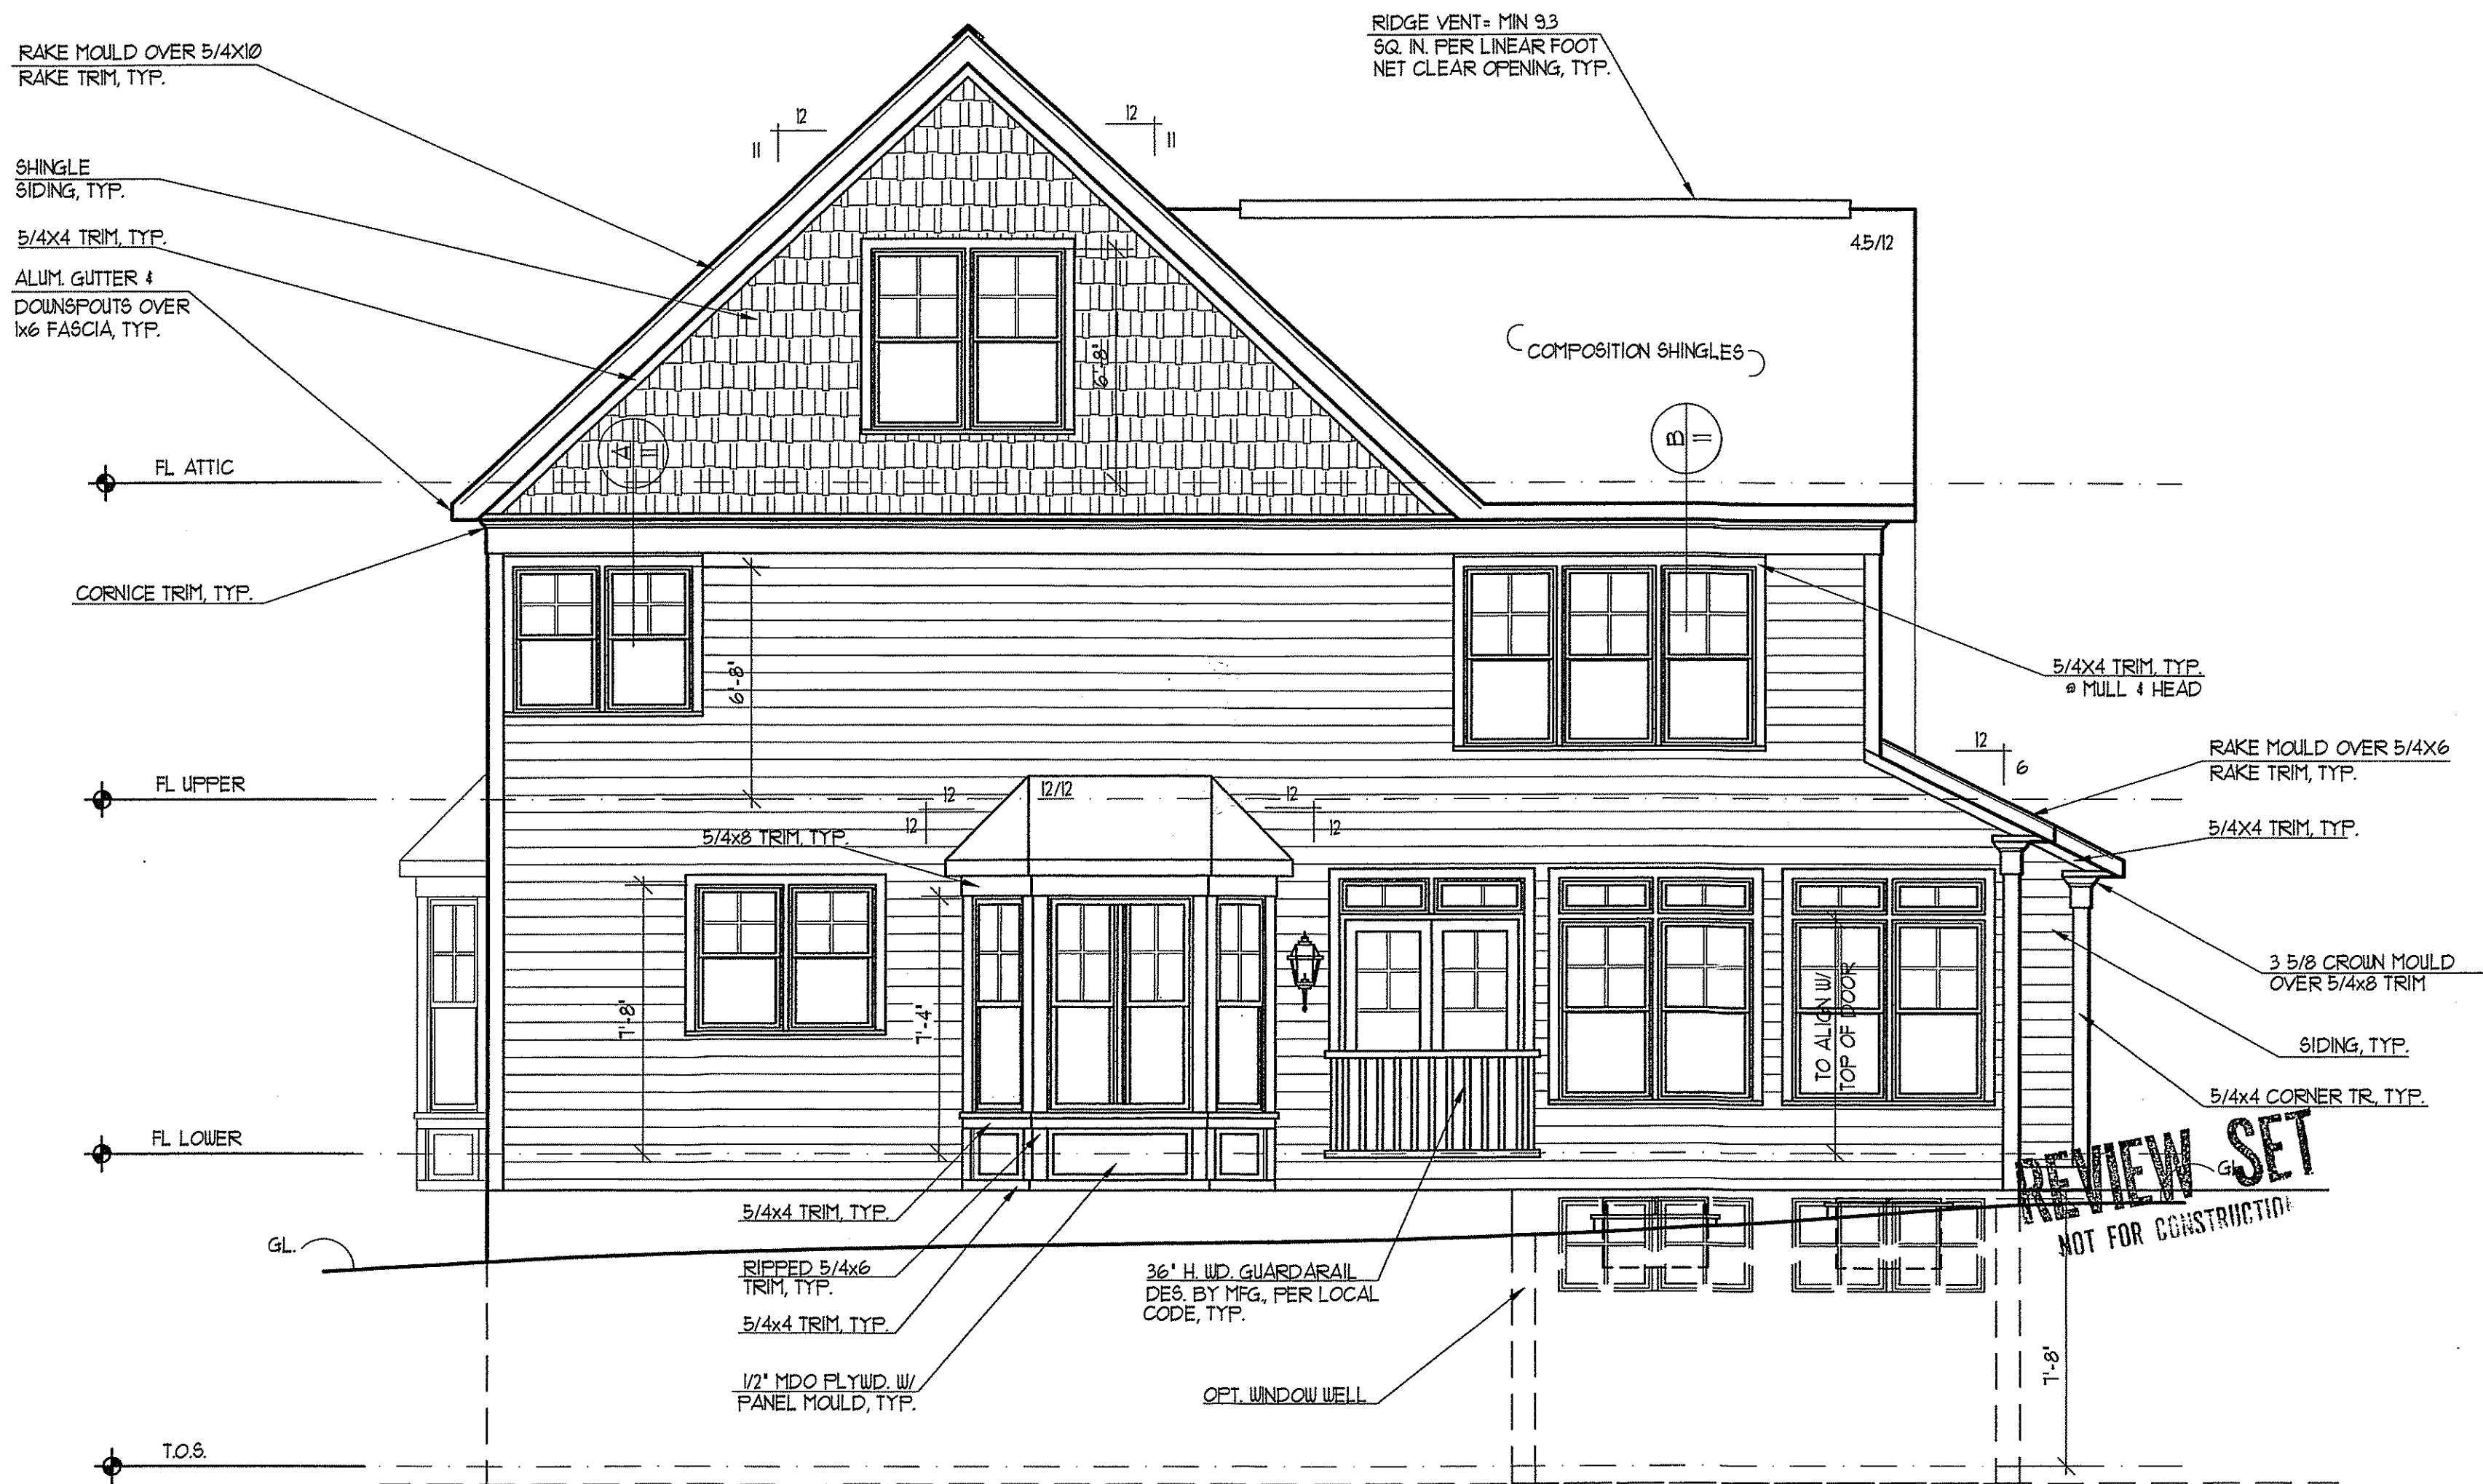 RAKE MOULD OVER 5/4X10
RAKE TRIM, TYP.
RIDGE VENT= MIN 9.3
SQ. IN. PER LINEAR FOOT
NET CLEAR OPENING, TYP.
12
11
12
11
SHINGLE
SIDING, TYP.
5/4X4 TRIM, TYP.
4.5/12
ALUM. GUTTER &
DOWNSPOUTS OVER
1x6 FASCIA, TYP.
COMPOSITION SHINGLES
6'-8"
A
11
B
11
FL ATTIC
CORNICE TRIM, TYP.
6'-8"
5/4X4 TRIM, TYP.
@ MULL & HEAD
12
6
RAKE MOULD OVER 5/4X6
RAKE TRIM, TYP.
FL UPPER
12
12
12/12
12
12
5/4x8 TRIM, TYP.
5/4X4 TRIM, TYP.
7'-8"
7'-4"
TO ALIGN W/
TOP OF DOOR
3 5/8 CROWN MOULD
OVER 5/4x8 TRIM
SIDING, TYP.
5/4x4 CORNER TR., TYP.
FL LOWER
REVIEW SET
NOT FOR CONSTRUCTION
5/4x4 TRIM, TYP.
GL.
RIPPED 5/4x6
TRIM, TYP.
5/4x4 TRIM, TYP.
36" H. WD. GUARDARAIL
DES. BY MFG., PER LOCAL
CODE, TYP.
1/2" MDO PLYWD. W/
PANEL MOULD, TYP.
OPT. WINDOW WELL
7'-8"
T.O.S.